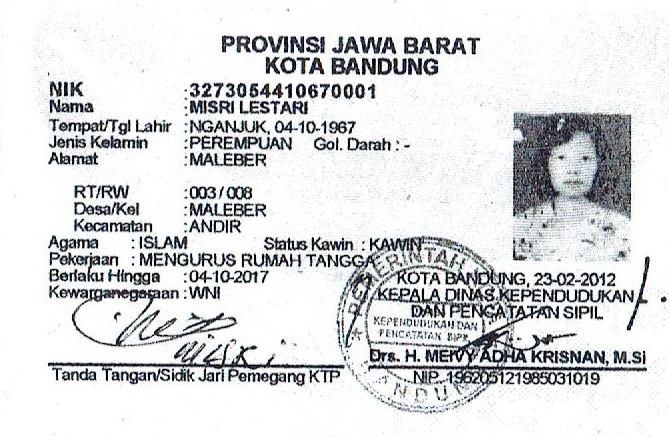 PROVINSI JAWA BARAT
KOTA BANDUNG
NIK : 3273054410670001
Nama : MISRI LESTARI
Tempat/Tgl Lahir : NGANJUK, 04-10-1967
Jenis Kelamin : PEREMPUAN Gol. Darah : -
Alamat : MALEBER
RT/RW : 003 / 008
Desa/Kel : MALEBER
Kecamatan : ANDIR
Agama : ISLAM Status Kawin : KAWIN
Pekerjaan : MENGURUS RUMAH TANGGA
Berlaku Hingga : 04-10-2017
Kewarganegaraan : WNI
KOTA BANDUNG, 23-02-2012
KEPALA DINAS KEPENDUDUKAN
DAN PENCATATAN SIPIL
PEMERINTAH
KEPENDUDUKAN DAN
PENCATATAN SIPIL
BANDUNG
Drs. H. MEIVY ADHA KRISNAN, M.Si
NIP. 196205121985031019
Tanda Tangan/Sidik Jari Pemegang KTP